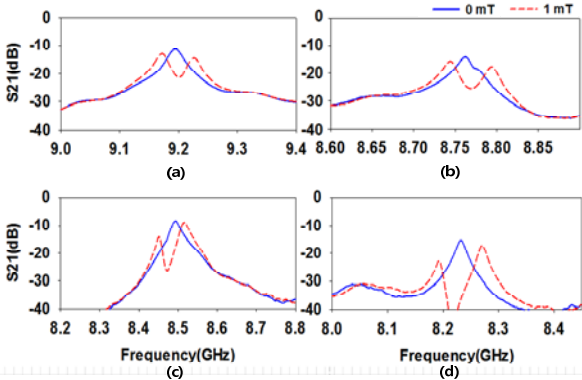 0 mT 1 mT
0 0
-10 -10
-20 -20
-30 -30
-40 -40
S21(dB)
9.0 9.1 9.2 9.3 9.4 8.60 8.65 8.70 8.75 8.80 8.85
(a) (b)
0 0
-10 -10
-20 -20
-30 -30
-40 -40
S21(dB)
8.2 8.3 8.4 8.5 8.6 8.7 8.8 8.0 8.1 8.2 8.3 8.4
Frequency(GHz) Frequency(GHz)
(c) (d)